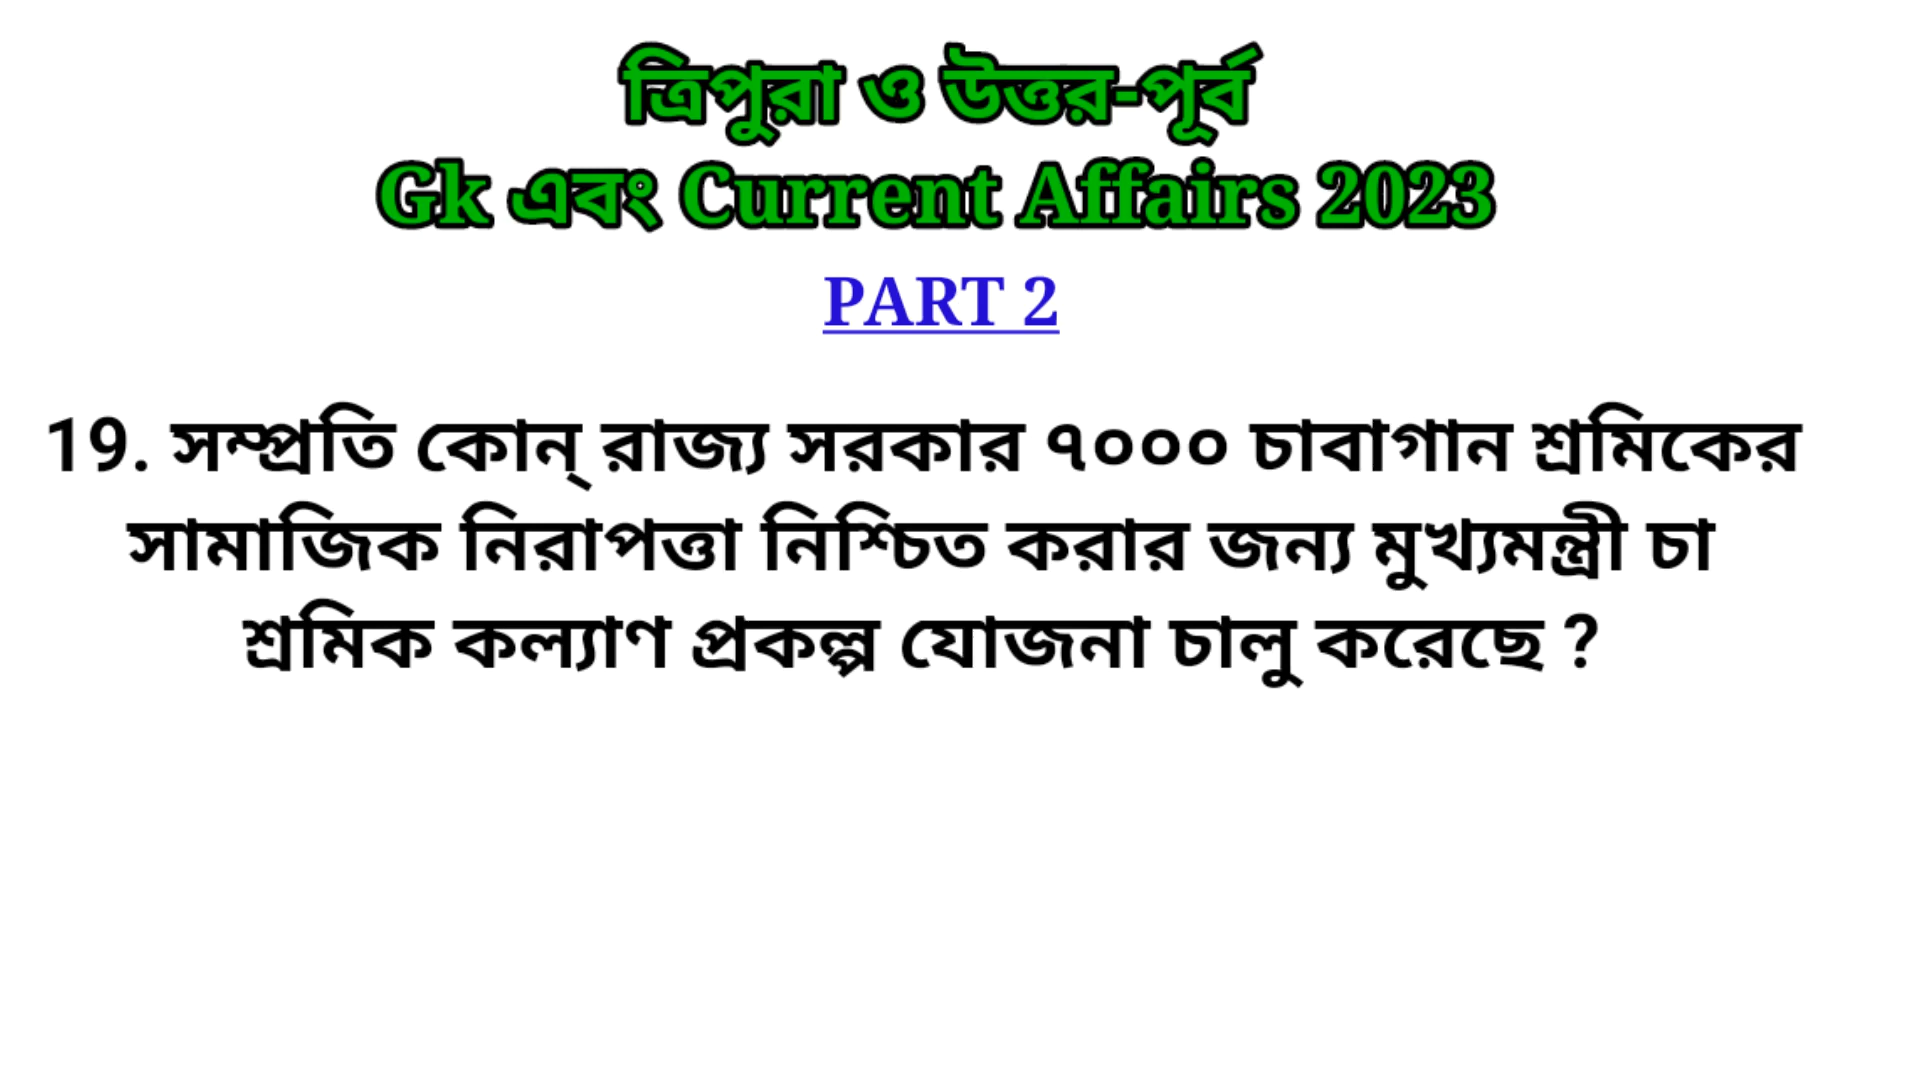 ত্রিপুরা ও উত্তর-পূর্ব
Gk এবং Current Affairs 2023
PART 2
19. সম্প্রতি কোন্ রাজ্য সরকার ৭০০০ চাবাগান শ্রমিকের
সামাজিক নিরাপত্তা নিশ্চিত করার জন্য মুখ্যমন্ত্রী চা
শ্রমিক কল্যাণ প্রকল্প যোজনা চালু করেছে ?